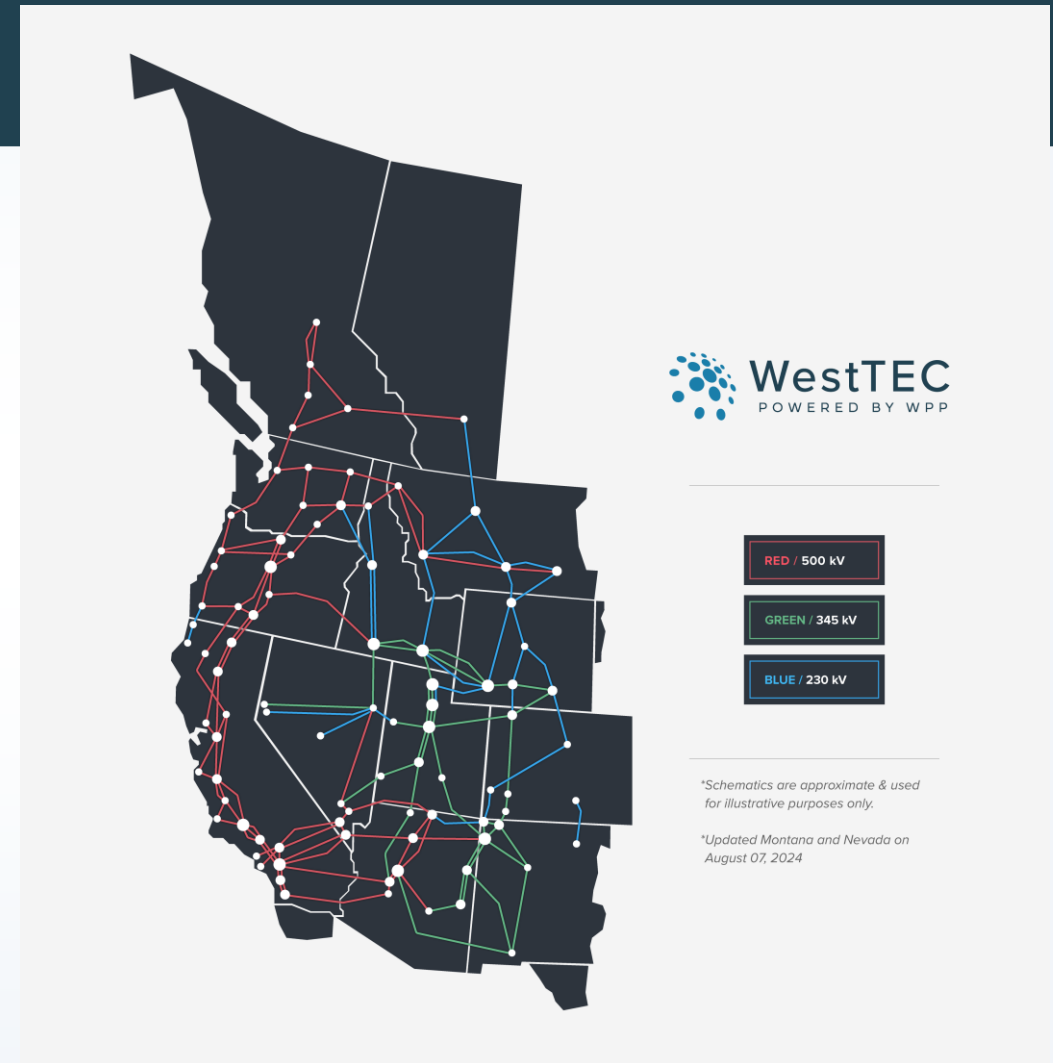 WestTEC
POWERED BY WPP
RED / 500 kV
GREEN / 345 kV
BLUE / 230 kV
*Schematics are approximate & used
for illustrative purposes only.
*Updated Montana and Nevada on
August 07, 2024